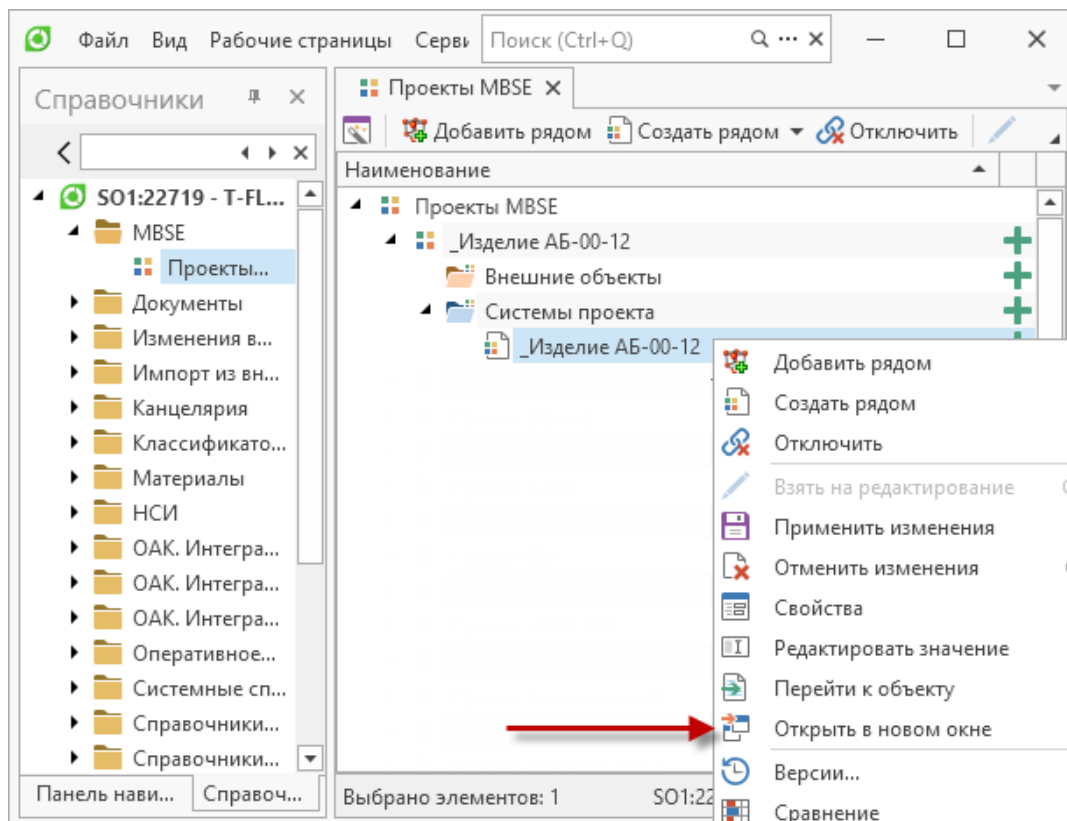 Файл Вид Рабочие страницы Серви Поиск (Ctrl+Q)
Справочники
SO1:22719 - T-FL...
MBSE
Проекты...
Документы
Изменения в...
Импорт из вн...
Канцелярия
Классификато...
Материалы
НСИ
ОАК. Интегра...
ОАК. Интегра...
ОАК. Интегра...
Оперативное...
Системные сп...
Справочники...
Справочники...
Панель нави... Справоч...
Проекты MBSE
Добавить рядом Создать рядом Отключить
Наименование
Проекты MBSE
_Изделие АБ-00-12
Внешние объекты
Системы проекта
_Изделие АБ-00-12
Добавить рядом
Создать рядом
Отключить
Взять на редактирование
Применить изменения
Отменить изменения
Свойства
Редактировать значение
Перейти к объекту
Открыть в новом окне
Версии...
Сравнение
Выбрано элементов: 1 SO1:22